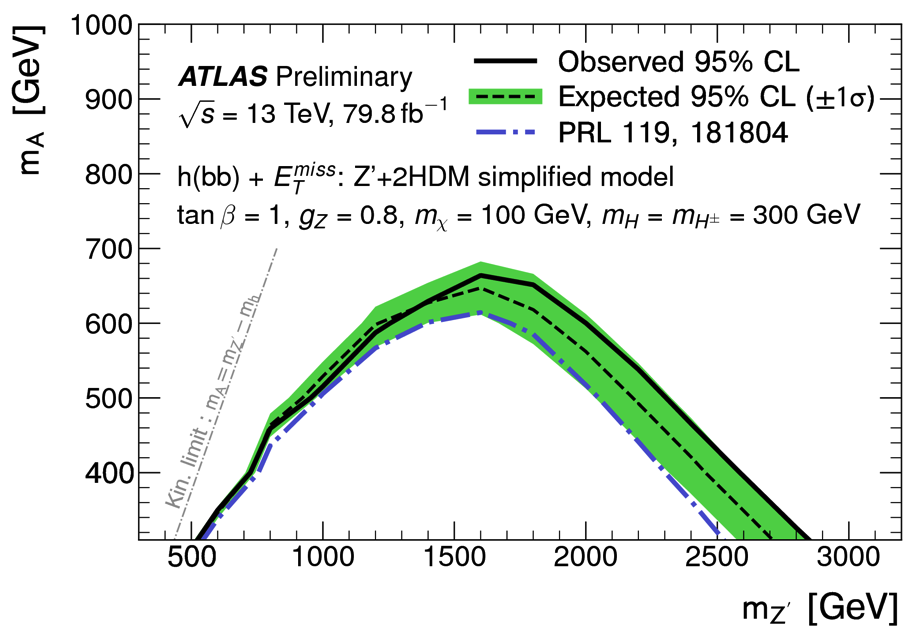 1000
900
800
700
600
500
400
m_A [GeV]
ATLAS Preliminary
√s = 13 TeV, 79.8 fb⁻¹
Observed 95% CL
Expected 95% CL (±1σ)
PRL 119, 181804
h(bb) + E_T^miss: Z'+2HDM simplified model
tan β = 1, g_Z = 0.8, m_χ = 100 GeV, m_H = m_H± = 300 GeV
Kin. limit : m_A = m_Z' − m_h
500 1000 1500 2000 2500 3000
m_Z′ [GeV]